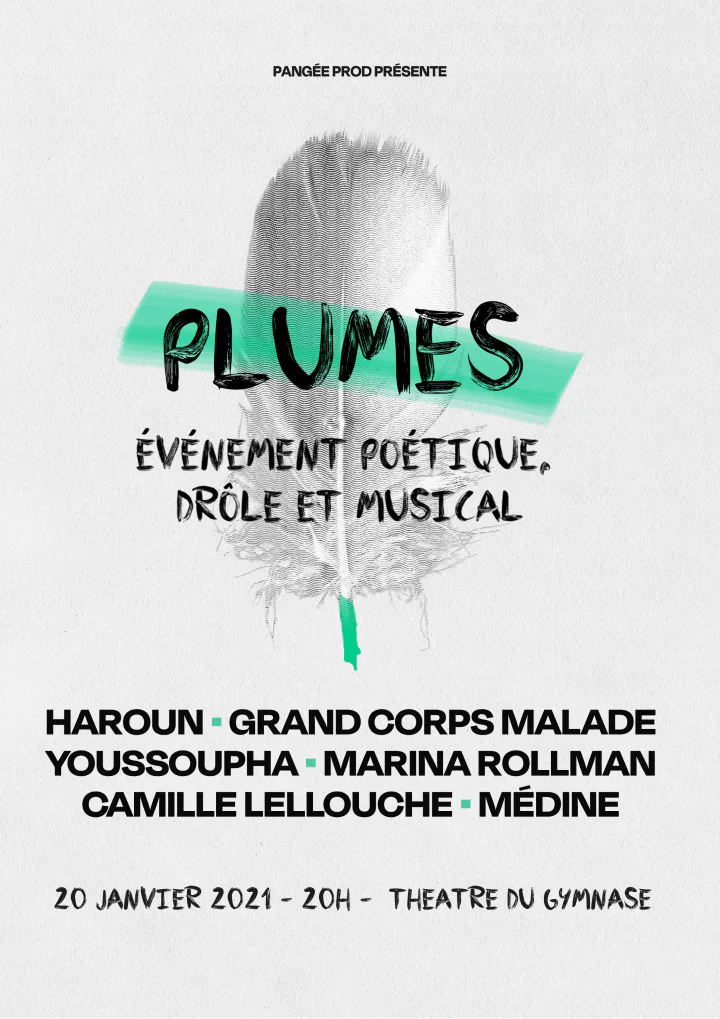 PANGÉE PROD PRÉSENTE
PLUMES
ÉVÉNEMENT POÉTIQUE,
DRÔLE ET MUSICAL
HAROUN ▪ GRAND CORPS MALADE
YOUSSOUPHA ▪ MARINA ROLLMAN
CAMILLE LELLOUCHE ▪ MÉDINE
20 JANVIER 2021 - 20H - THEATRE DU GYMNASE